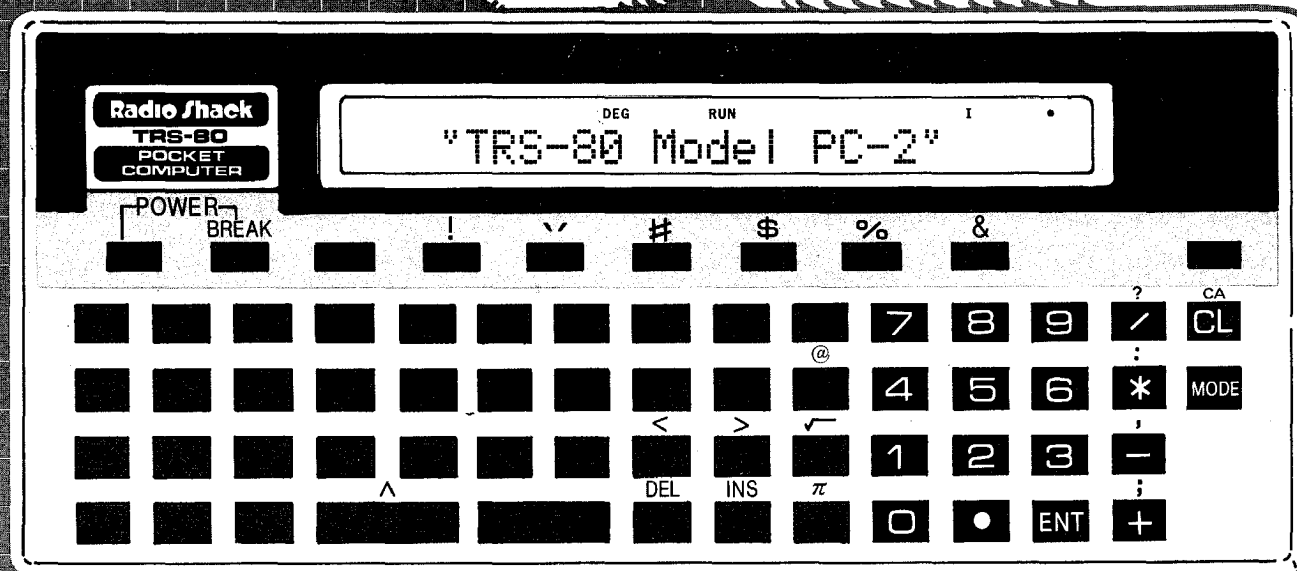 Radio Shack
TRS-80
POCKET
COMPUTER
DEG RUN I
"TRS-80 Model PC-2"
POWER
BREAK
! " # $ % &
? CA
7 8 9 / CL
@ :
4 5 6 * MODE
< > √ ,
1 2 3 -
^ DEL INS π ;
0 • ENT +